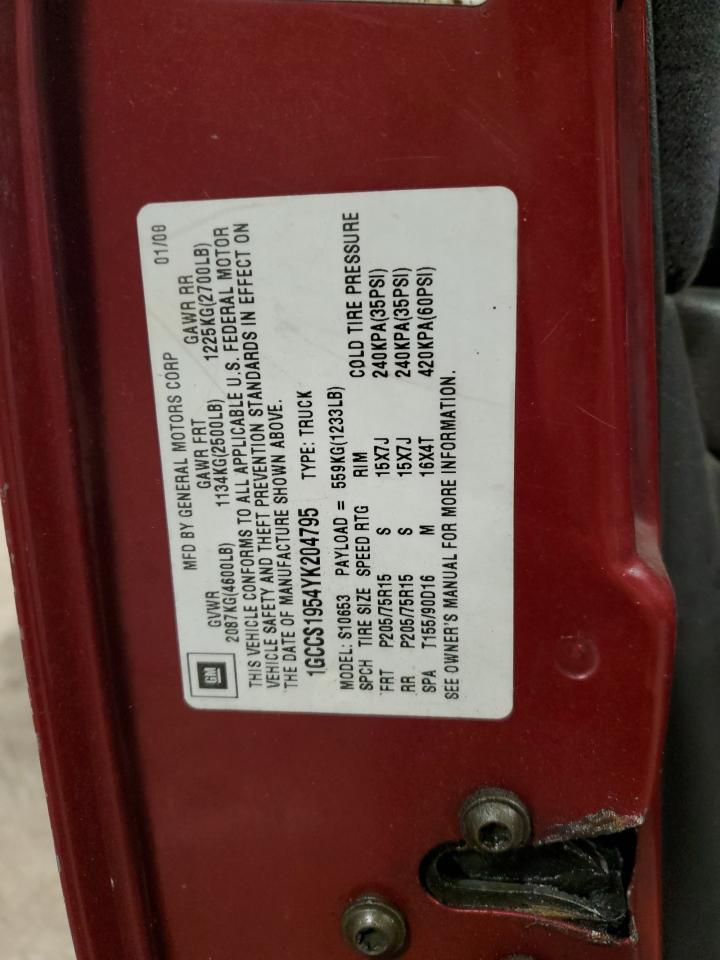 MFD BY GENERAL MOTORS CORP 01/00
GM
GVWR GAWR FRT GAWR RR
2087KG(4600LB) 1134KG(2500LB) 1225KG(2700LB)
THIS VEHICLE CONFORMS TO ALL APPLICABLE U.S. FEDERAL MOTOR
VEHICLE SAFETY AND THEFT PREVENTION STANDARDS IN EFFECT ON
THE DATE OF MANUFACTURE SHOWN ABOVE.
1GCCS1954YK204795 TYPE: TRUCK
MODEL: S10653 PAYLOAD = 559KG(1233LB)
SPCH TIRE SIZE SPEED RTG RIM COLD TIRE PRESSURE
FRT P205/75R15 S 15X7J 240KPA(35PSI)
RR P205/75R15 S 15X7J 240KPA(35PSI)
SPA T155/90D16 M 16X4T 420KPA(60PSI)
SEE OWNER'S MANUAL FOR MORE INFORMATION.